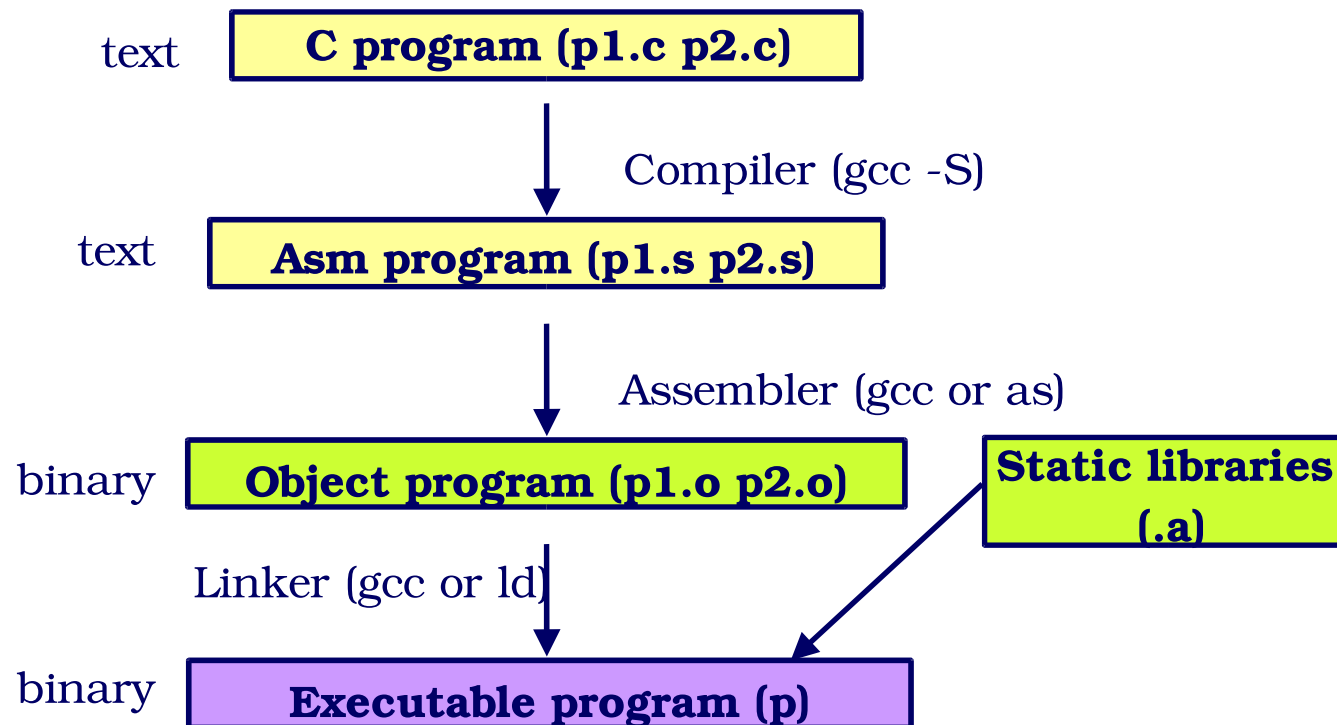 text
C program (p1.c p2.c)
Compiler (gcc -S)
text
Asm program (p1.s p2.s)
Assembler (gcc or as)
binary
Object program (p1.o p2.o)
Static libraries
(.a)
Linker (gcc or ld)
binary
Executable program (p)